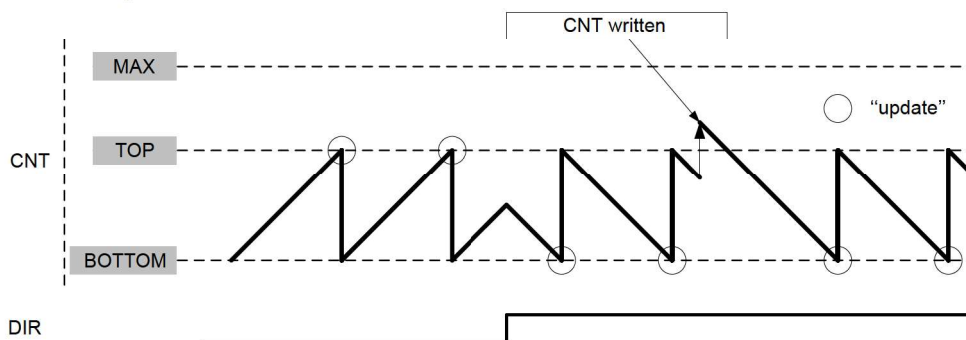 CNT written
MAX
"update"
TOP
CNT
BOTTOM
DIR